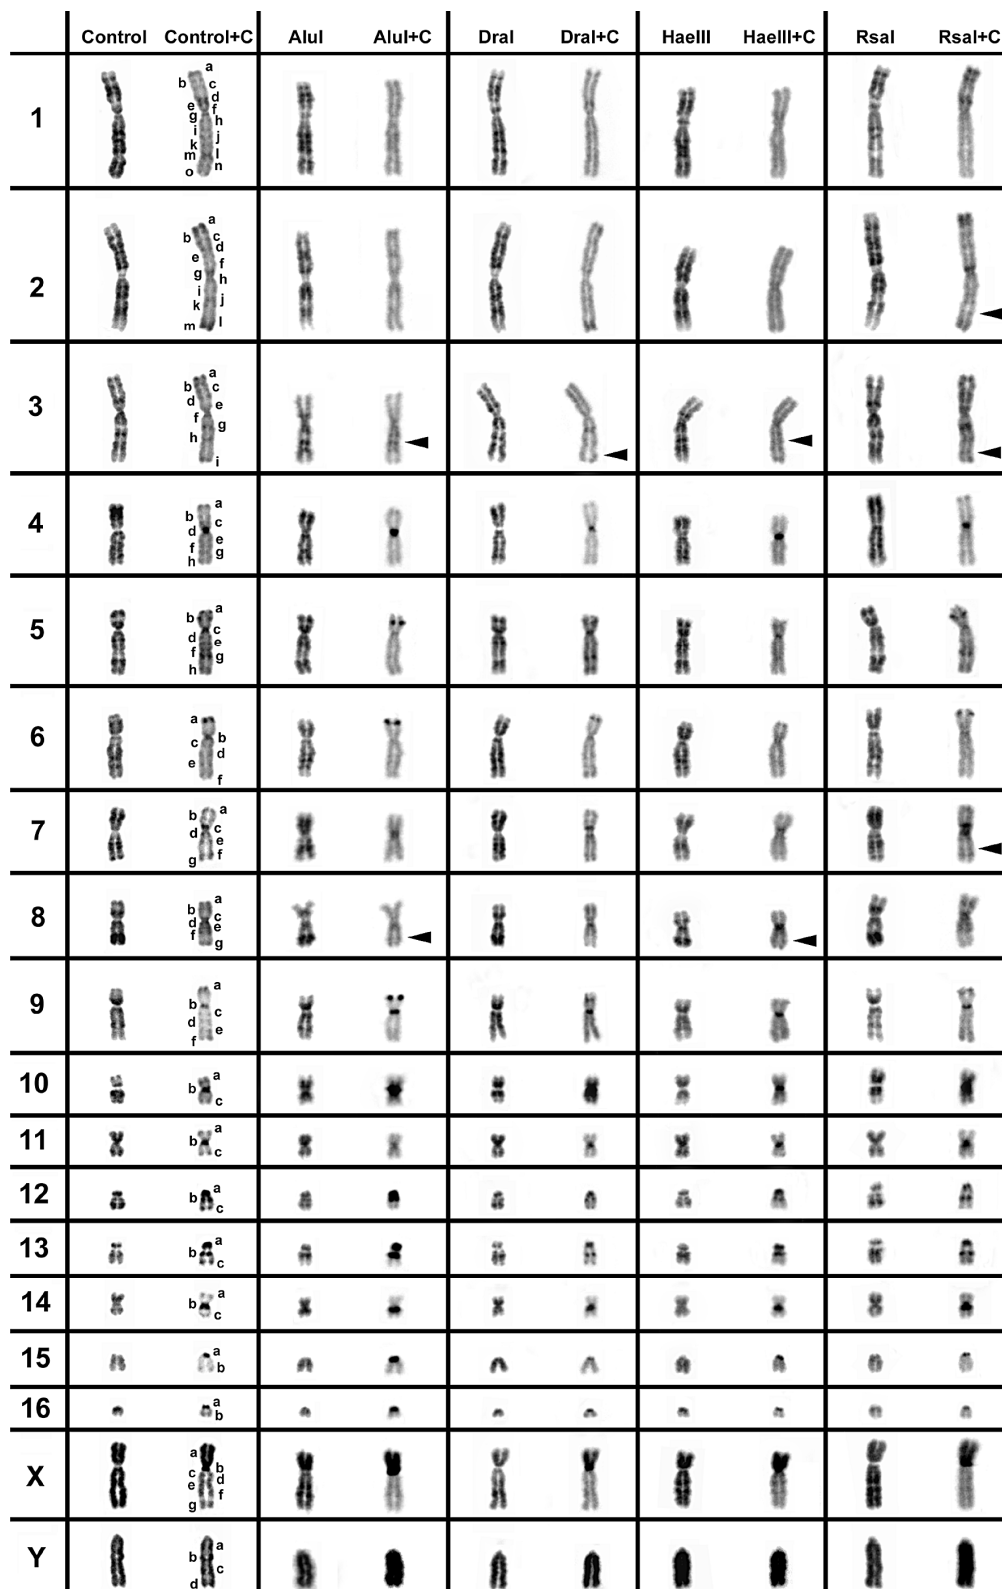 Control Control+C AluI AluI+C DraI DraI+C HaeIII HaeIII+C RsaI RsaI+C
1 a b c d e f g h i j k l m n o
2 a b c d e f g h i j k l m
3 a b c d e f g h i
4 a b c d e f g h
5 a b c d e f g h
6 a b c d e f
7 a b c d e f g
8 a b c d e f g
9 a b c d e f
10 a b c
11 a b c
12 a b c
13 a b c
14 a b c
15 a b
16 a b
X a b c d e f g
Y a b c d